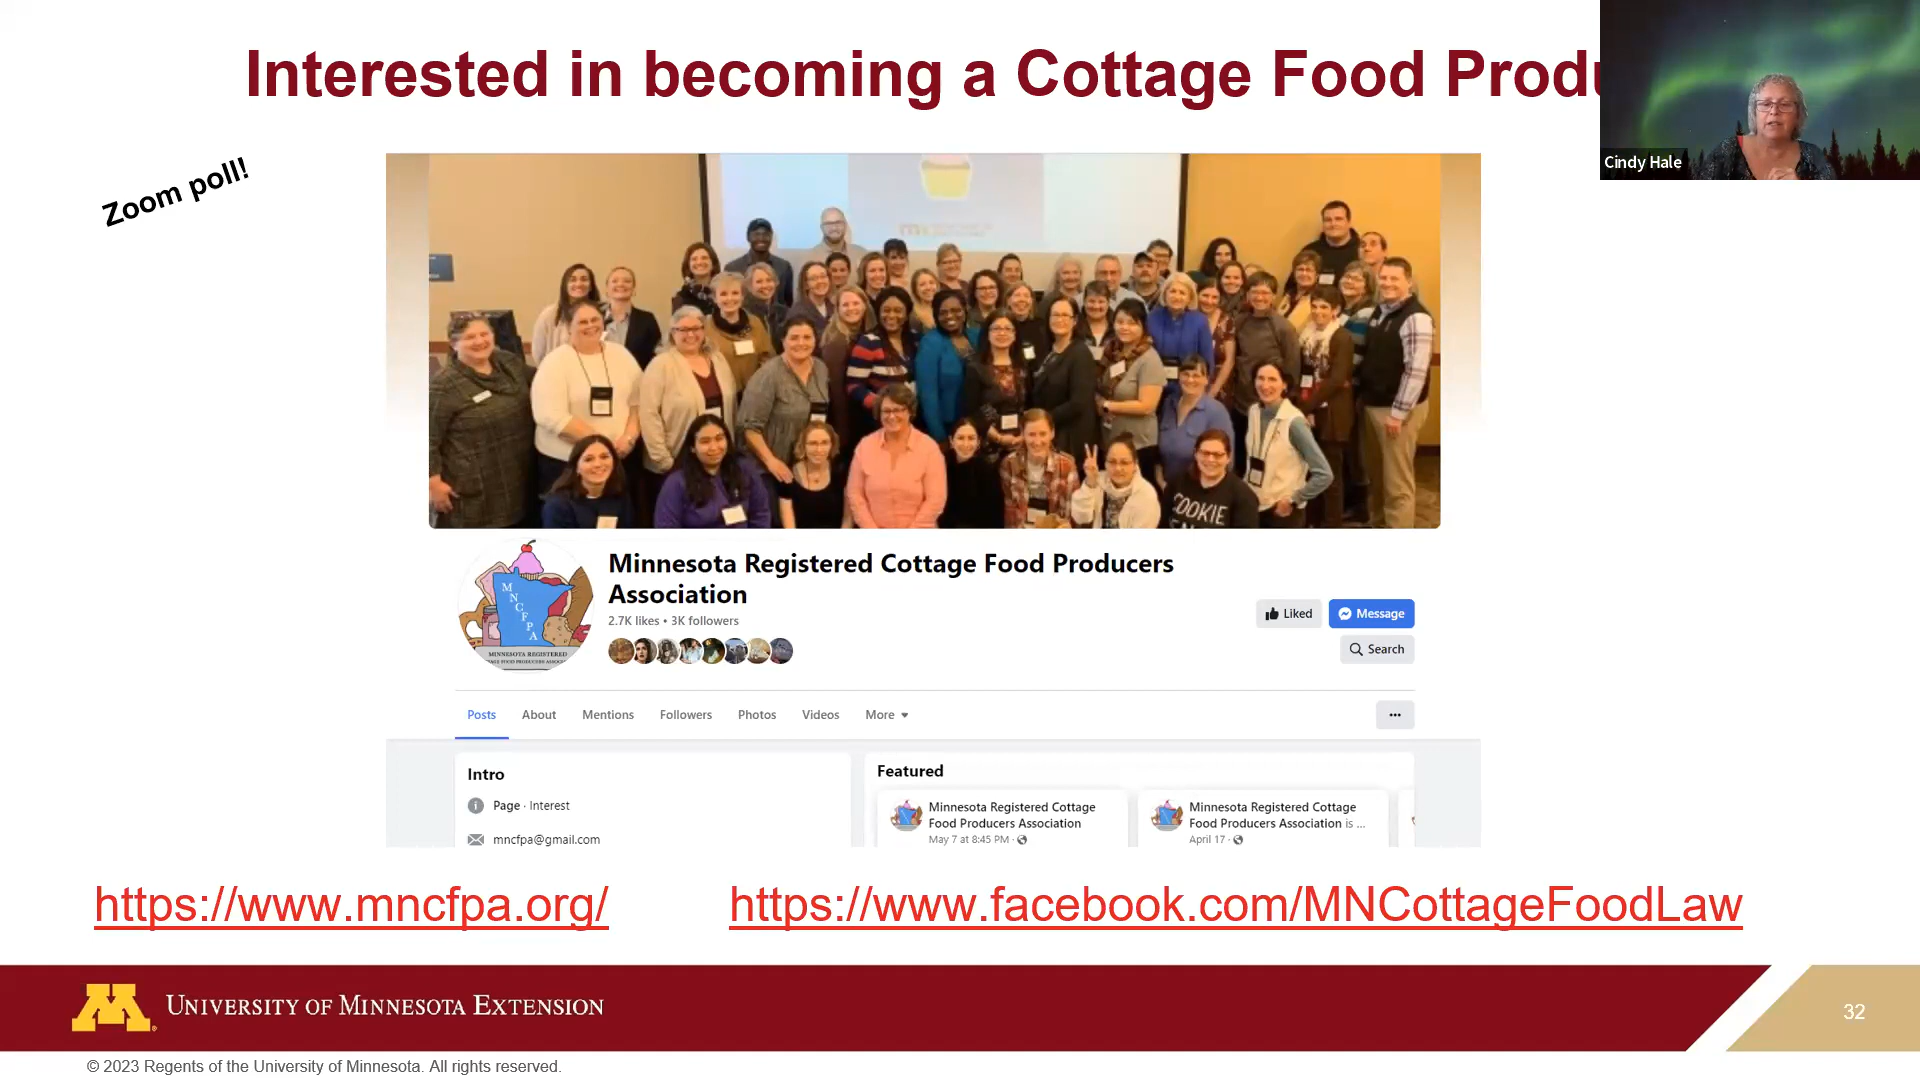 Interested in becoming a Cottage Food Produ
Cindy Hale
Zoom poll!
COOKIE
MNCFPA
MINNESOTA REGISTERED
Minnesota Registered Cottage Food Producers
Association
2.7K likes • 3K followers
Liked
Message
Search
Posts About Mentions Followers Photos Videos More
Intro
Page · Interest
mncfpa@gmail.com
Featured
Minnesota Registered Cottage
Food Producers Association
May 7 at 8:45 PM ·
Minnesota Registered Cottage
Food Producers Association is ...
April 17 ·
https://www.mncfpa.org/
https://www.facebook.com/MNCottageFoodLaw
M
UNIVERSITY OF MINNESOTA EXTENSION
32
© 2023 Regents of the University of Minnesota. All rights reserved.